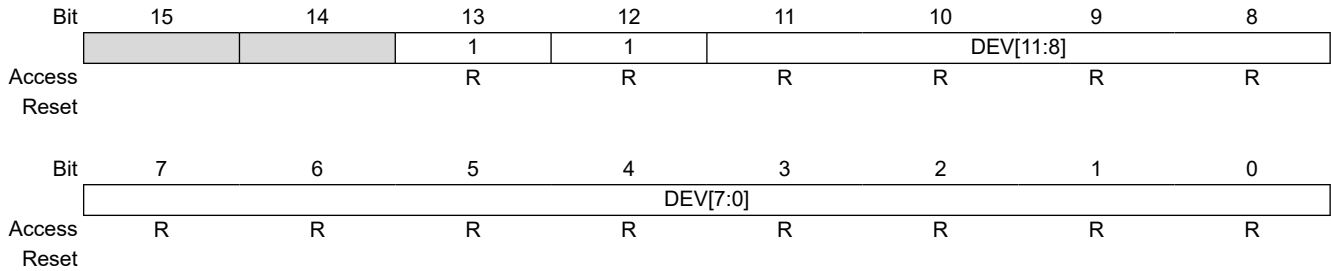 Bit 15 14 13 12 11 10 9 8
1 1 DEV[11:8]
Access R R R R R R
Reset
Bit 7 6 5 4 3 2 1 0
DEV[7:0]
Access R R R R R R R R
Reset